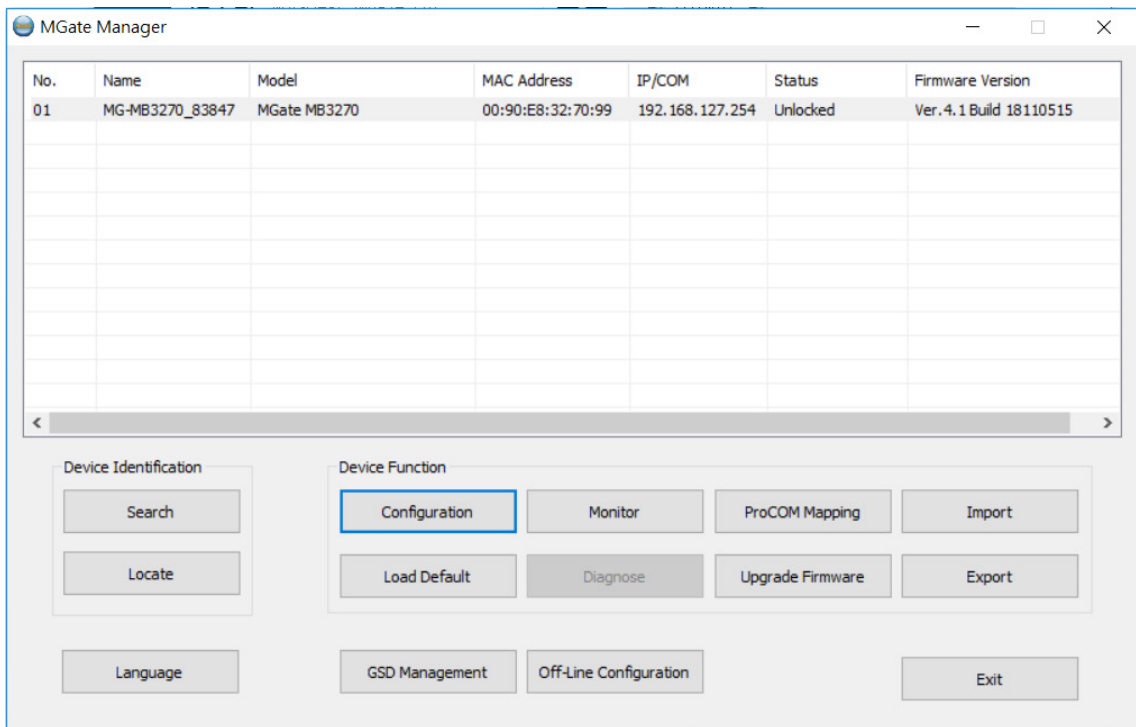 MGate Manager
No. Name Model MAC Address IP/COM Status Firmware Version
01 MG-MB3270_83847 MGate MB3270 00:90:E8:32:70:99 192.168.127.254 Unlocked Ver.4.1 Build 18110515
Device Identification Device Function
Search Configuration Monitor ProCOM Mapping Import
Locate Load Default Diagnose Upgrade Firmware Export
Language GSD Management Off-Line Configuration Exit